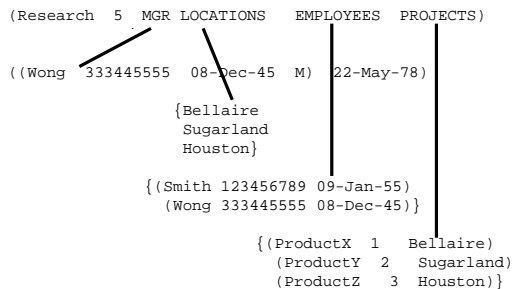 (Research 5 MGR LOCATIONS EMPLOYEES PROJECTS)
((Wong 333445555 08-Dec-45 M) 22-May-78)
{Bellaire
Sugarland
Houston}
{(Smith 123456789 09-Jan-55)
(Wong 333445555 08-Dec-45)}
{(ProductX 1 Bellaire)
(ProductY 2 Sugarland)
(ProductZ 3 Houston)}